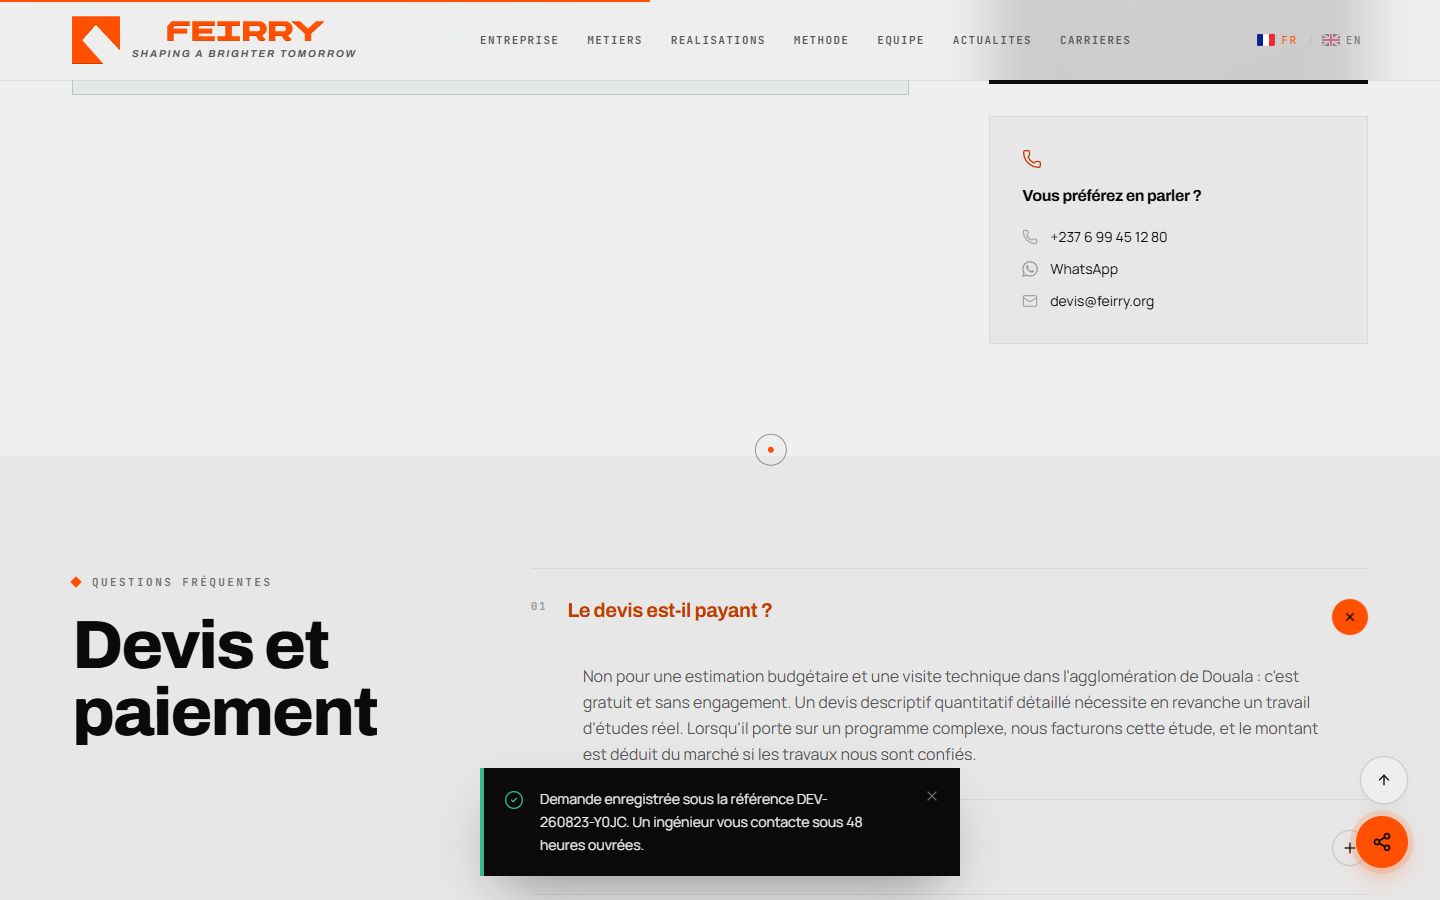 FEIRRY
SHAPING A BRIGHTER TOMORROW
ENTREPRISE
METIERS
REALISATIONS
METHODE
EQUIPE
ACTUALITES
CARRIERES
FR / EN
Vous préférez en parler ?
+237 6 99 45 12 80
WhatsApp
devis@feirry.org
QUESTIONS FRÉQUENTES
Devis et
paiement
01
Le devis est-il payant ?
Non pour une estimation budgétaire et une visite technique dans l'agglomération de Douala : c'est
gratuit et sans engagement. Un devis descriptif quantitatif détaillé nécessite en revanche un travail
d'études réel. Lorsqu'il porte sur un programme complexe, nous facturons cette étude, et le montant
est déduit du marché si les travaux nous sont confiés.
Demande enregistrée sous la référence DEV-
260823-Y0JC. Un ingénieur vous contacte sous 48
heures ouvrées.